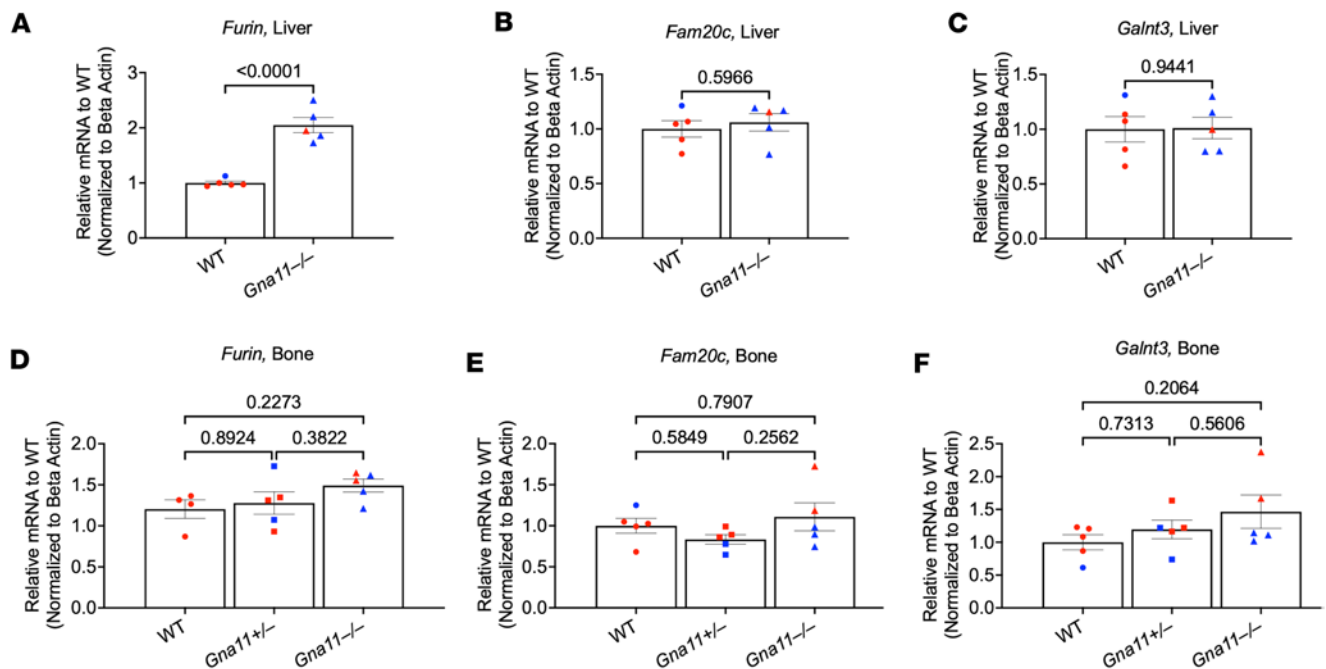 A
Furin, Liver
Relative mRNA to WT
(Normalized to Beta Actin)
3
2
1
0
<0.0001
WT
Gna11–/–
B
Fam20c, Liver
Relative mRNA to WT
(Normalized to Beta Actin)
1.5
1.0
0.5
0.0
0.5966
WT
Gna11–/–
C
Galnt3, Liver
Relative mRNA to WT
(Normalized to Beta Actin)
1.5
1.0
0.5
0.0
0.9441
WT
Gna11–/–
D
Furin, Bone
Relative mRNA to WT
(Normalized to Beta Actin)
2.0
1.5
1.0
0.5
0.0
0.2273
0.8924 0.3822
WT
Gna11+/–
Gna11–/–
E
Fam20c, Bone
Relative mRNA to WT
(Normalized to Beta Actin)
2.0
1.5
1.0
0.5
0.0
0.7907
0.5849 0.2562
WT
Gna11+/–
Gna11–/–
F
Galnt3, Bone
Relative mRNA to WT
(Normalized to Beta Actin)
2.5
2.0
1.5
1.0
0.5
0.0
0.2064
0.7313 0.5606
WT
Gna11+/–
Gna11–/–